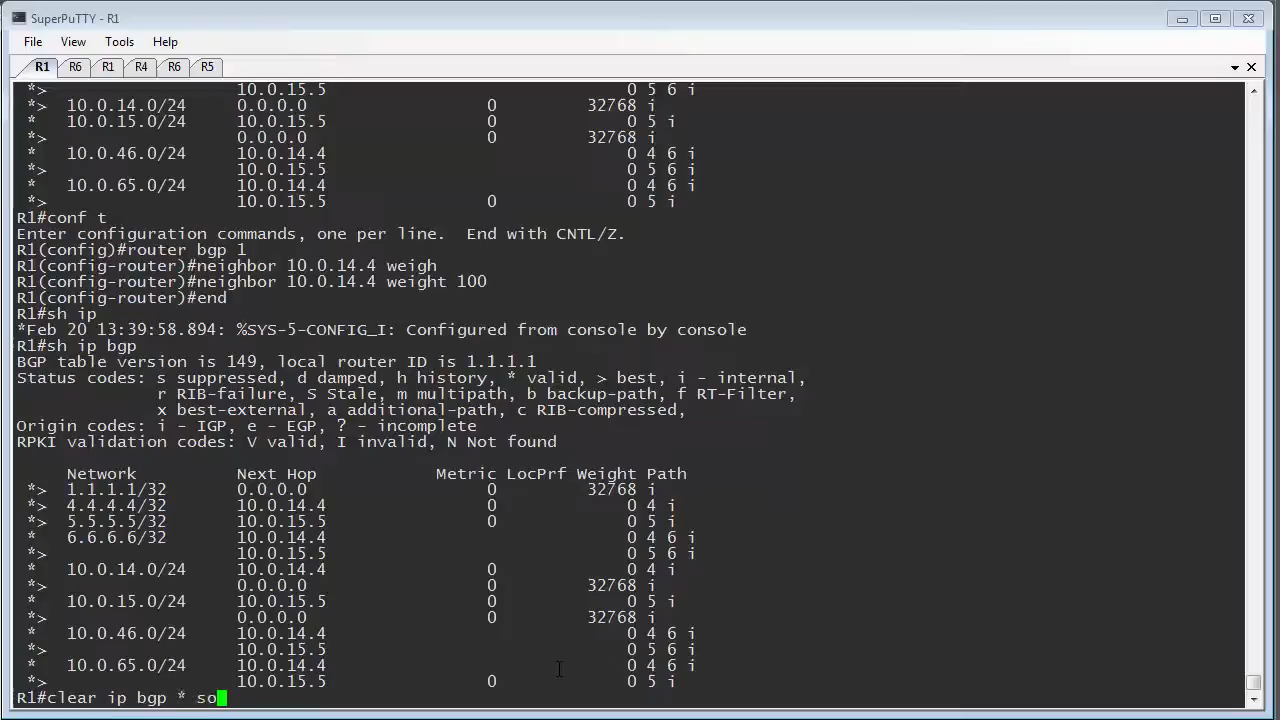 SuperPuTTY - R1
File View Tools Help
R1 R6 R1 R4 R6 R5
*> 10.0.15.5 0 5 6 i
*> 10.0.14.0/24 0.0.0.0 0 32768 i
* 10.0.15.0/24 10.0.15.5 0 0 5 i
*> 0.0.0.0 0 32768 i
* 10.0.46.0/24 10.0.14.4 0 4 6 i
*> 10.0.15.5 0 5 6 i
* 10.0.65.0/24 10.0.14.4 0 4 6 i
*> 10.0.15.5 0 0 5 i
R1#conf t
Enter configuration commands, one per line. End with CNTL/Z.
R1(config)#router bgp 1
R1(config-router)#neighbor 10.0.14.4 weigh
R1(config-router)#neighbor 10.0.14.4 weight 100
R1(config-router)#end
R1#sh ip
*Feb 20 13:39:58.894: %SYS-5-CONFIG_I: Configured from console by console
R1#sh ip bgp
BGP table version is 149, local router ID is 1.1.1.1
Status codes: s suppressed, d damped, h history, * valid, > best, i - internal,
r RIB-failure, S Stale, m multipath, b backup-path, f RT-Filter,
x best-external, a additional-path, c RIB-compressed,
Origin codes: i - IGP, e - EGP, ? - incomplete
RPKI validation codes: V valid, I invalid, N Not found
Network Next Hop Metric LocPrf Weight Path
*> 1.1.1.1/32 0.0.0.0 0 32768 i
*> 4.4.4.4/32 10.0.14.4 0 0 4 i
*> 5.5.5.5/32 10.0.15.5 0 0 5 i
* 6.6.6.6/32 10.0.14.4 0 4 6 i
*> 10.0.15.5 0 5 6 i
* 10.0.14.0/24 10.0.14.4 0 0 4 i
*> 0.0.0.0 0 32768 i
* 10.0.15.0/24 10.0.15.5 0 0 5 i
*> 0.0.0.0 0 32768 i
* 10.0.46.0/24 10.0.14.4 0 4 6 i
*> 10.0.15.5 0 5 6 i
* 10.0.65.0/24 10.0.14.4 0 4 6 i
*> 10.0.15.5 0 0 5 i
R1#clear ip bgp * so